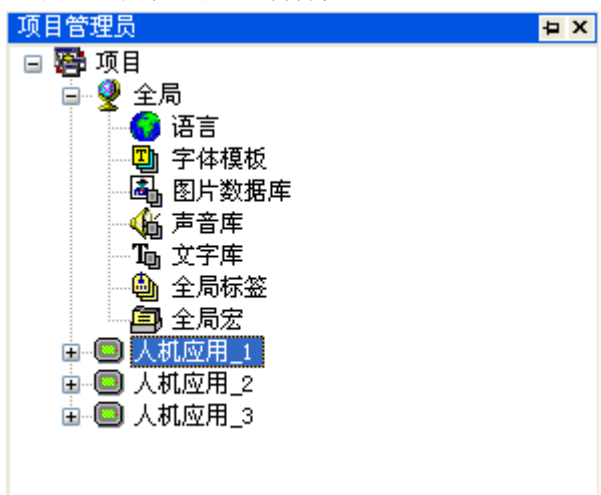 项目管理员
项目
全局
语言
字体模板
图片数据库
声音库
文字库
全局标签
全局宏
人机应用_1
人机应用_2
人机应用_3